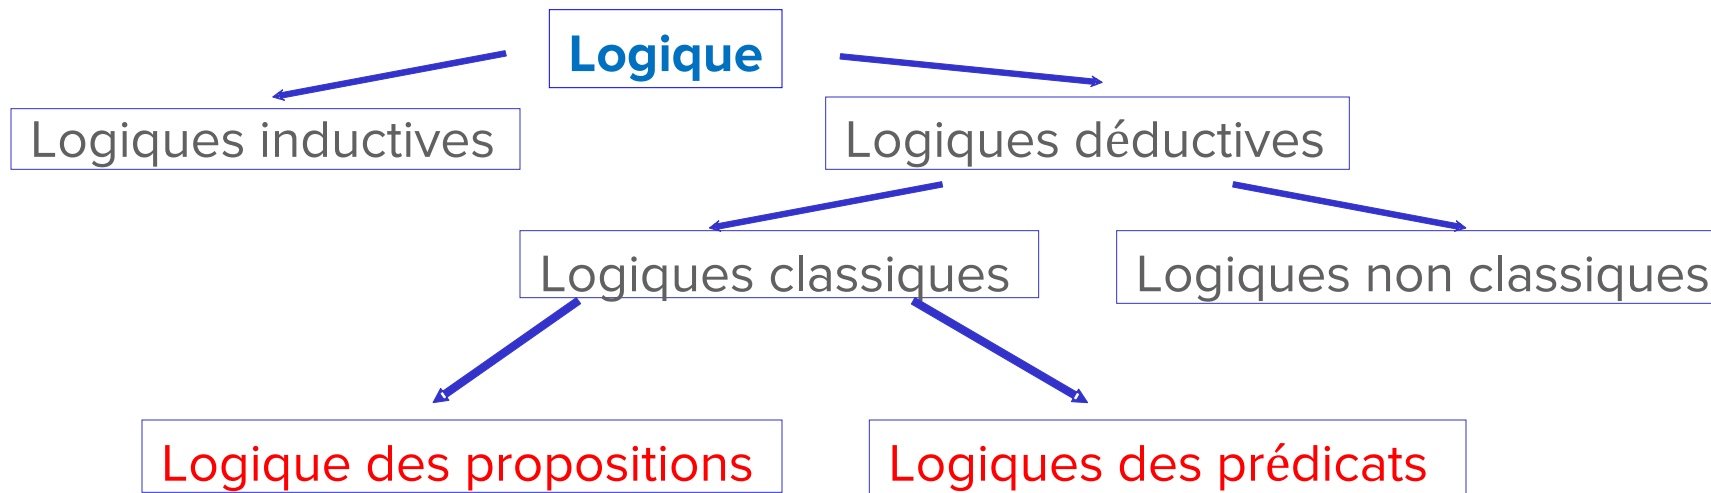 Logique
Logiques inductives
Logiques déductives
Logiques classiques
Logiques non classiques
Logique des propositions
Logiques des prédicats